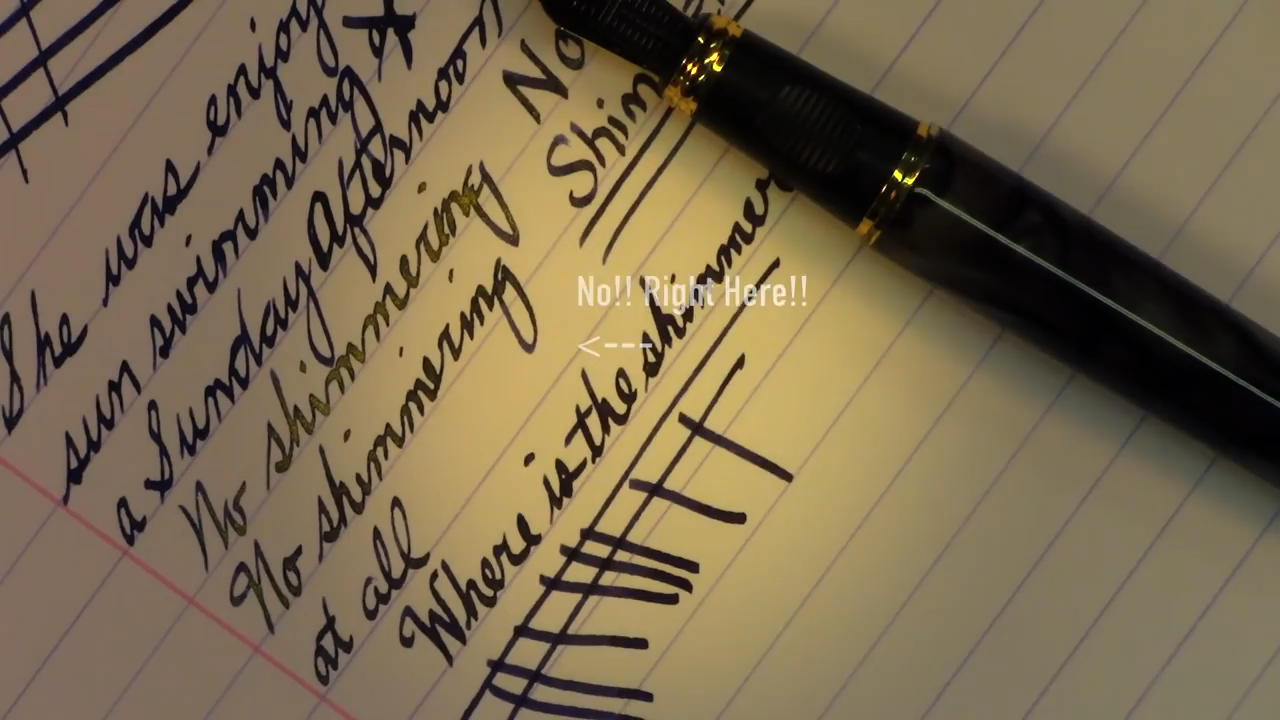 She was enjoy
sun swimming
a Sunday afternoon
No shimmering
No shimmering
at all
Where is the shimmer
No
Shim
No!! Right Here!!
<---